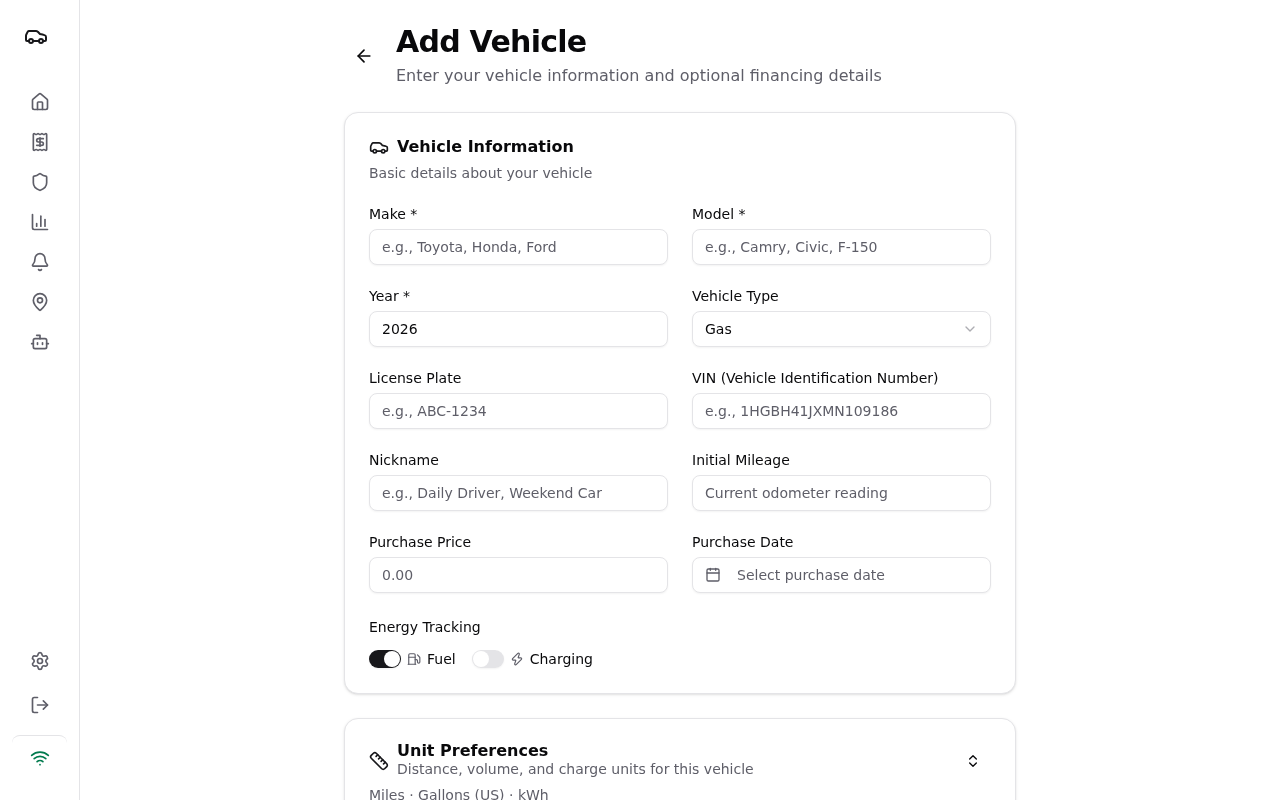 Add Vehicle
Enter your vehicle information and optional financing details
Vehicle Information
Basic details about your vehicle
Make *
Model *
e.g., Toyota, Honda, Ford
e.g., Camry, Civic, F-150
Year *
Vehicle Type
2026
Gas
License Plate
VIN (Vehicle Identification Number)
e.g., ABC-1234
e.g., 1HGBH41JXMN109186
Nickname
Initial Mileage
e.g., Daily Driver, Weekend Car
Current odometer reading
Purchase Price
Purchase Date
0.00
Select purchase date
Energy Tracking
Fuel
Charging
Unit Preferences
Distance, volume, and charge units for this vehicle
Miles · Gallons (US) · kWh